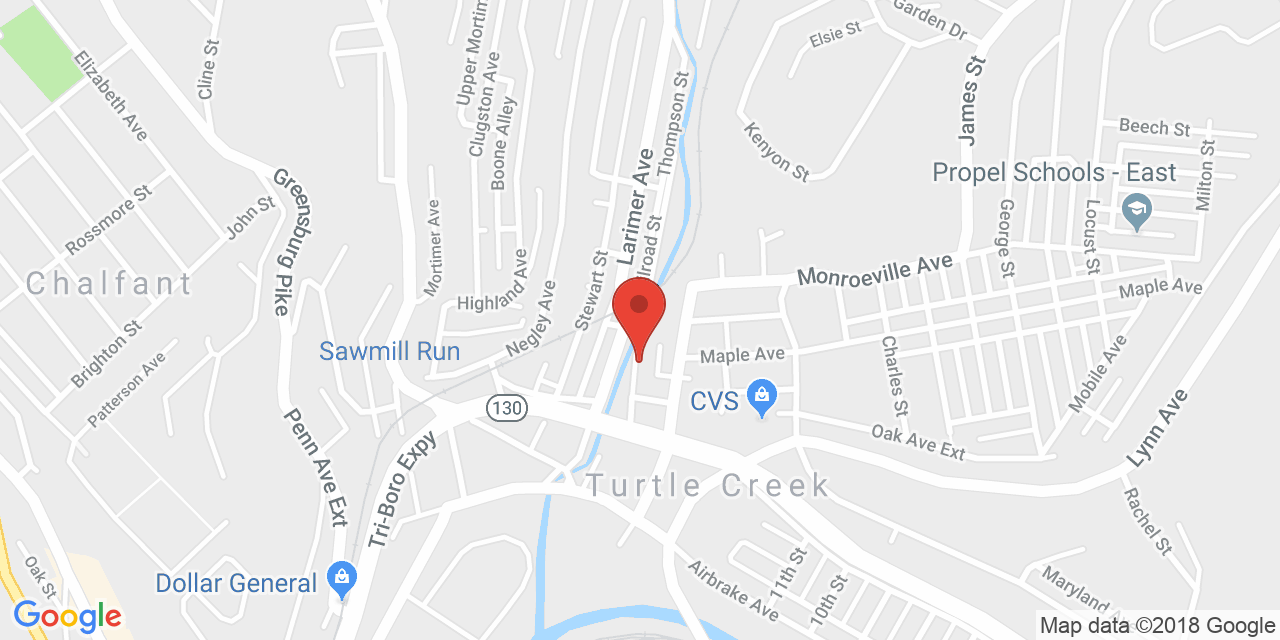 Garden Dr
Elsie St
Upper Mortim
Cline St
Elizabeth Ave
Clugston Ave
Boone Alley
Thompson St
James St
Kenyon St
Beech St
Milton St
Larimer Ave
Propel Schools - East
Rossmore St
John St
Greensburg Pike
Mortimer Ave
lroad St
George St
Locust St
Chalfant
Highland Ave
Negley Ave
Stewart St
Monroeville Ave
Maple Ave
Brighton St
Sawmill Run
Maple Ave
Charles St
Mobile Ave
Patterson Ave
130
CVS
Penn Ave Ext
Tri-Boro Expy
Oak Ave Ext
Lynn Ave
Turtle Creek
Rachel St
Oak St
Dollar General
Airbrake Ave
11th St
10th St
Maryland Ave
Google
Map data ©2018 Google